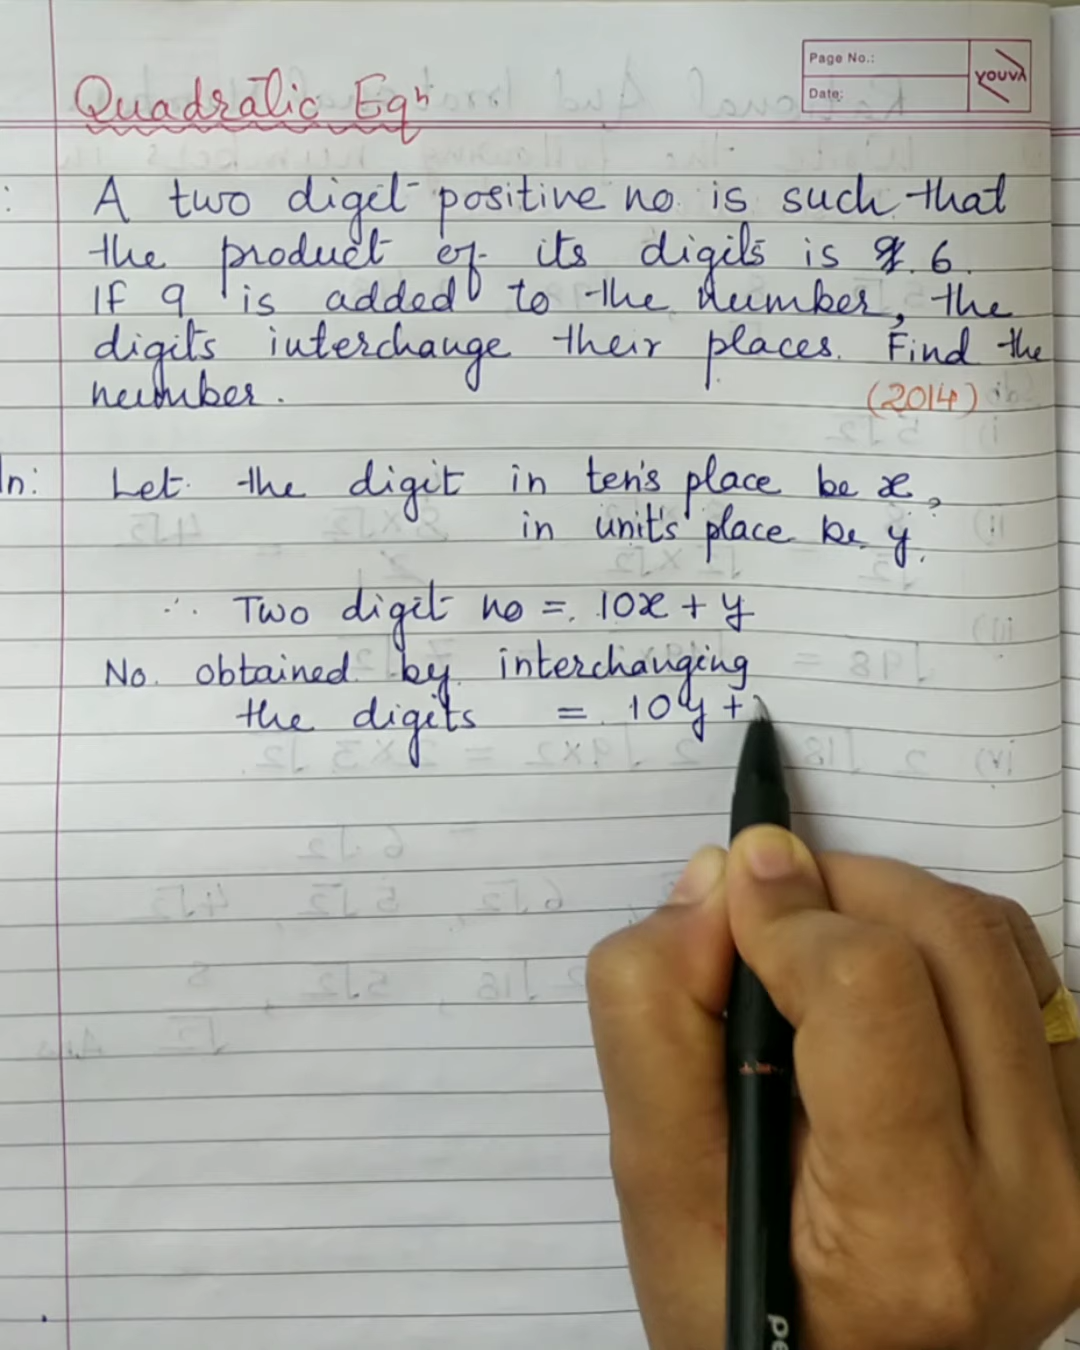 Page No.:
Date:
YOUVA
Quadratic Eqn
A two digit positive no. is such that
the product of its digits is 6.
If 9 is added to the number, the
digits interchange their places. Find the
number. (2014)
ln: Let the digit in ten's place be x,
in unit's place be y.
∴ Two digit no = 10x + y
No. obtained by interchanging
the digits = 10y +
pe